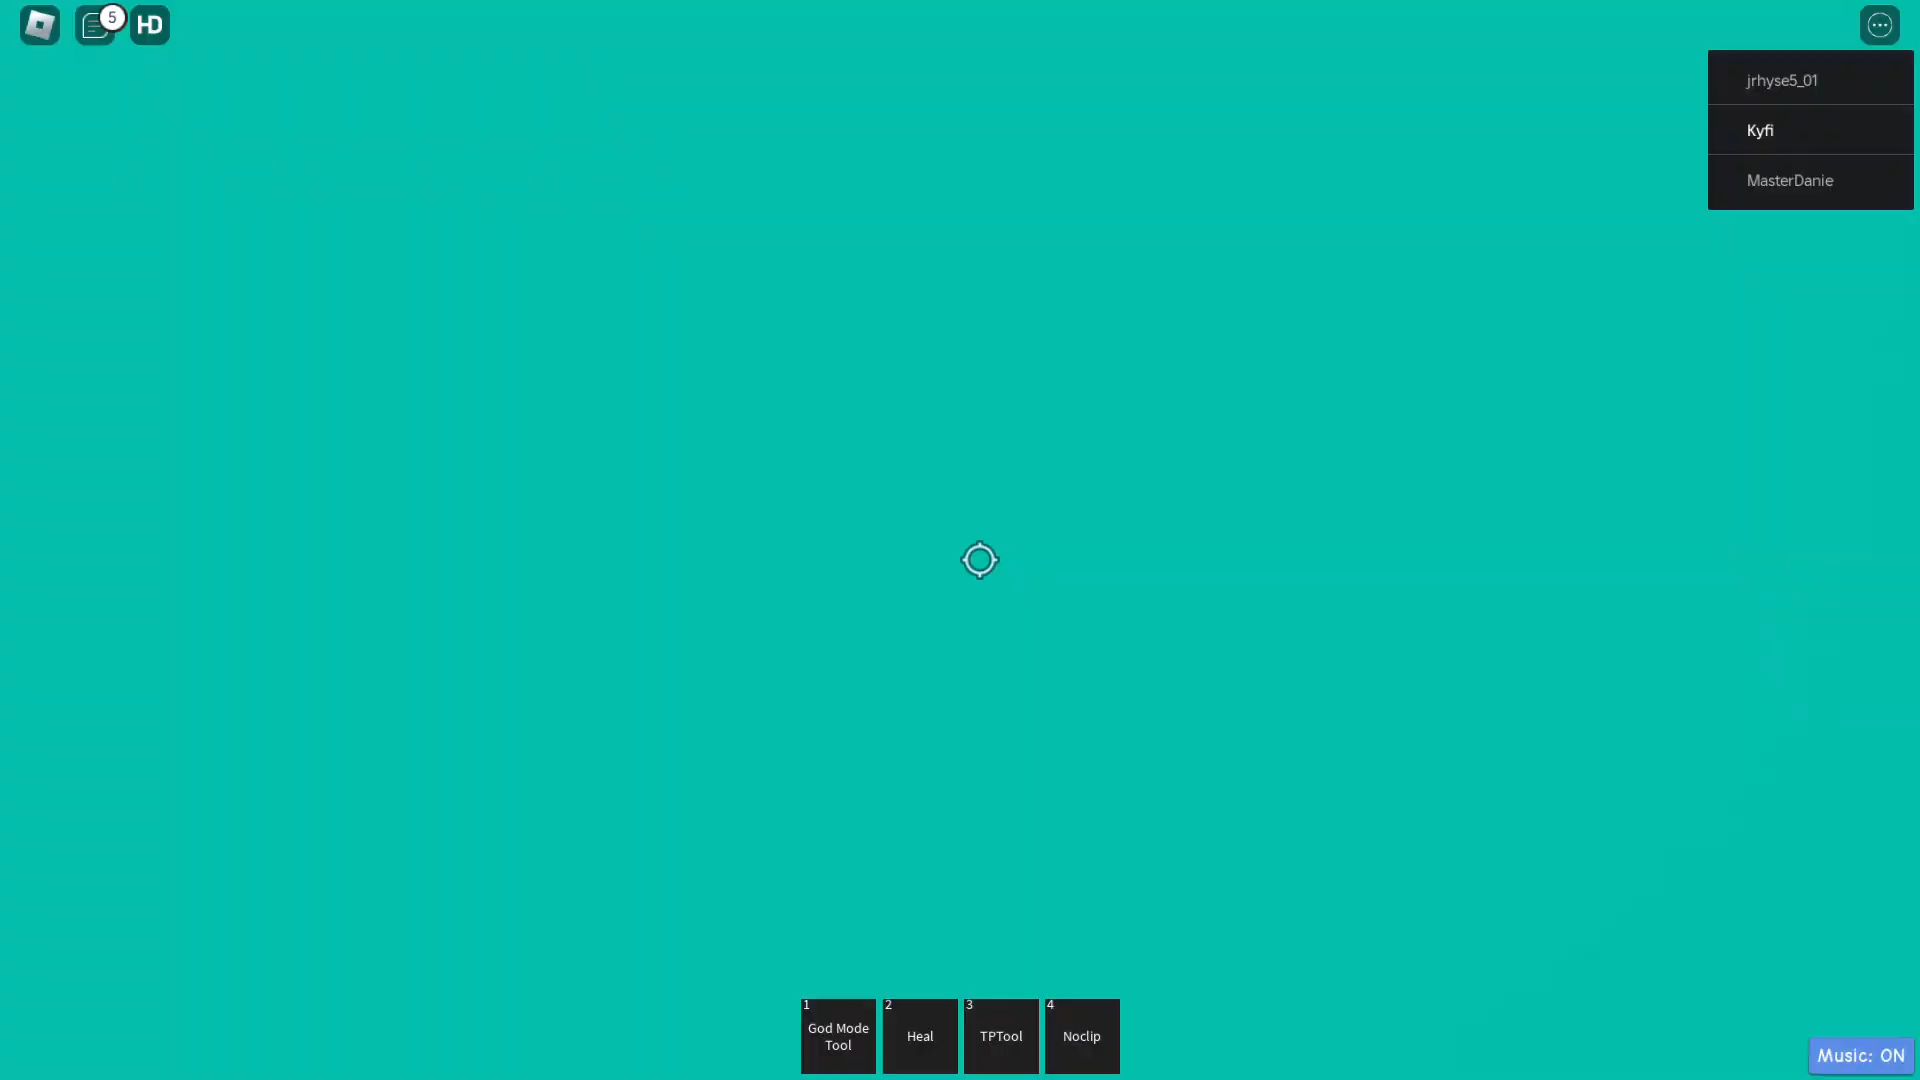 5
HD
jrhyse5_01
Kyfi
MasterDanie
1
God Mode
Tool
2
Heal
3
TPTool
4
Noclip
Music: ON